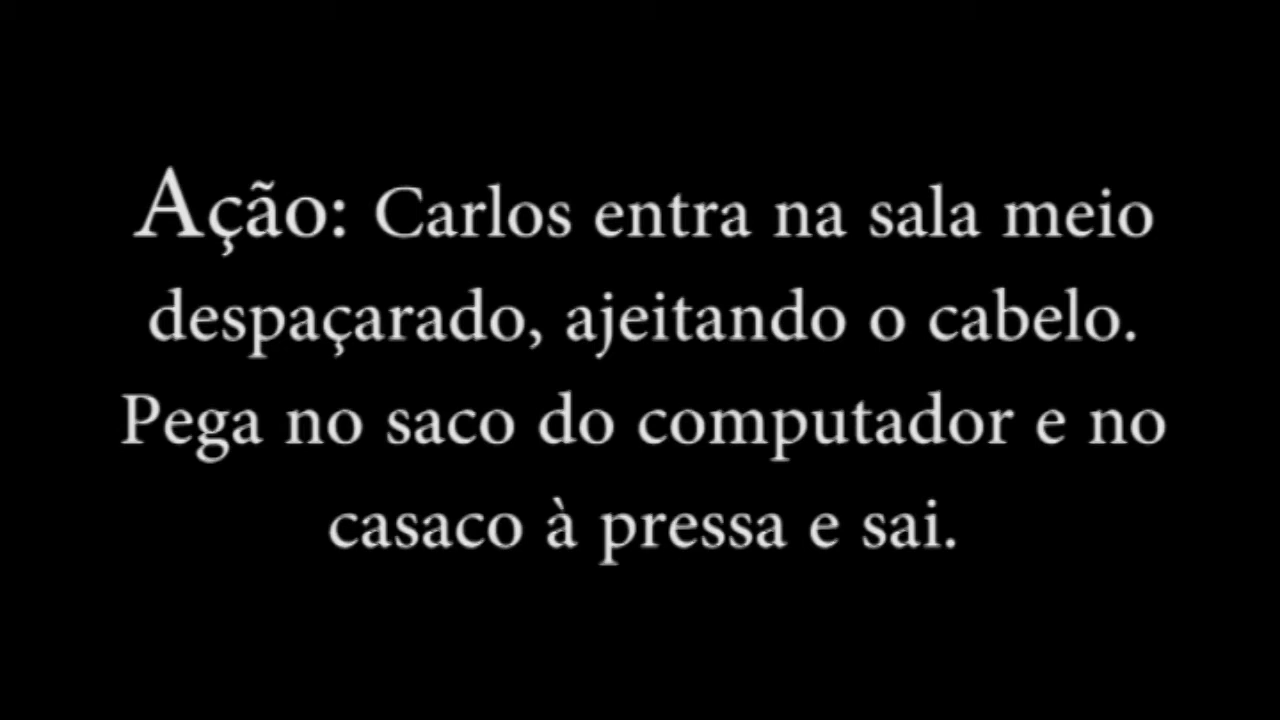 Ação: Carlos entra na sala meio
despaçarado, ajeitando o cabelo.
Pega no saco do computador e no
casaco à pressa e sai.